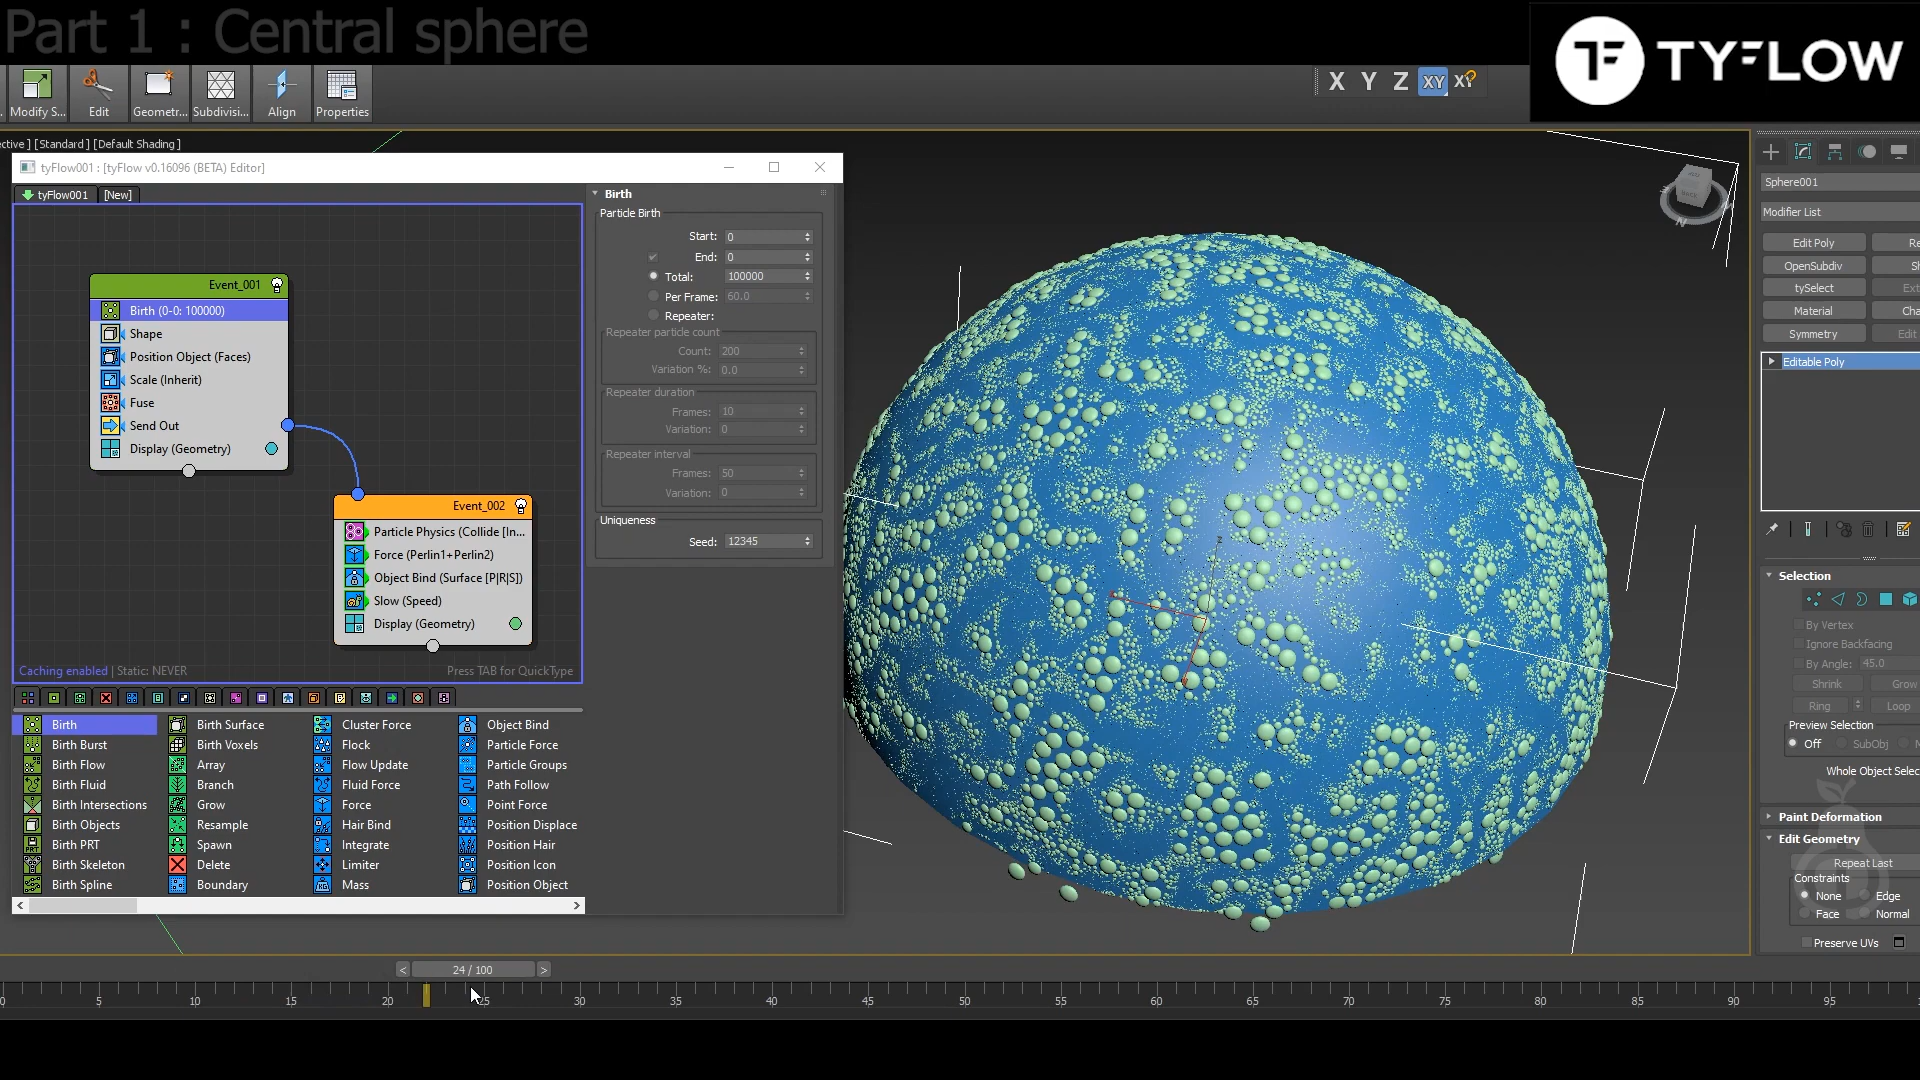 Part 1 : Central sphere
TYFLOW
Modify S...
Edit
Geometr...
Subdivisi...
Align
Properties
X Y Z XY XY
ective ] [Standard ] [Default Shading ]
tyFlow001 : [tyFlow v0.16096 (BETA) Editor]
tyFlow001
[New]
Event_001
Birth (0-0: 100000)
Shape
Position Object (Faces)
Scale (Inherit)
Fuse
Send Out
Display (Geometry)
Event_002
Particle Physics (Collide [In...
Force (Perlin1+Perlin2)
Object Bind (Surface [P|R|S])
Slow (Speed)
Display (Geometry)
Caching enabled | Static: NEVER
Press TAB for QuickType
Birth
Particle Birth
Start: 0
End: 0
Total: 100000
Per Frame: 60.0
Repeater:
Repeater particle count
Count: 200
Variation %: 0.0
Repeater duration
Frames: 10
Variation: 0
Repeater interval
Frames: 50
Variation: 0
Uniqueness
Seed: 12345
Birth
Birth Burst
Birth Flow
Birth Fluid
Birth Intersections
Birth Objects
Birth PRT
Birth Skeleton
Birth Spline
Birth Surface
Birth Voxels
Array
Branch
Grow
Resample
Spawn
Delete
Boundary
Cluster Force
Flock
Flow Update
Fluid Force
Force
Hair Bind
Integrate
Limiter
Mass
Object Bind
Particle Force
Particle Groups
Path Follow
Point Force
Position Displace
Position Hair
Position Icon
Position Object
Sphere001
Modifier List
Edit Poly
Re
OpenSubdiv
Sh
tySelect
Ext
Material
Cha
Symmetry
Edit
Editable Poly
Selection
By Vertex
Ignore Backfacing
By Angle: 45.0
Shrink
Grow
Ring
Loop
Preview Selection
Off
SubObj
M
Whole Object Selec
Paint Deformation
Edit Geometry
Repeat Last
Constraints
None
Edge
Face
Normal
Preserve UVs
< 24 / 100 >
0 5 10 15 20 25 30 35 40 45 50 55 60 65 70 75 80 85 90 95